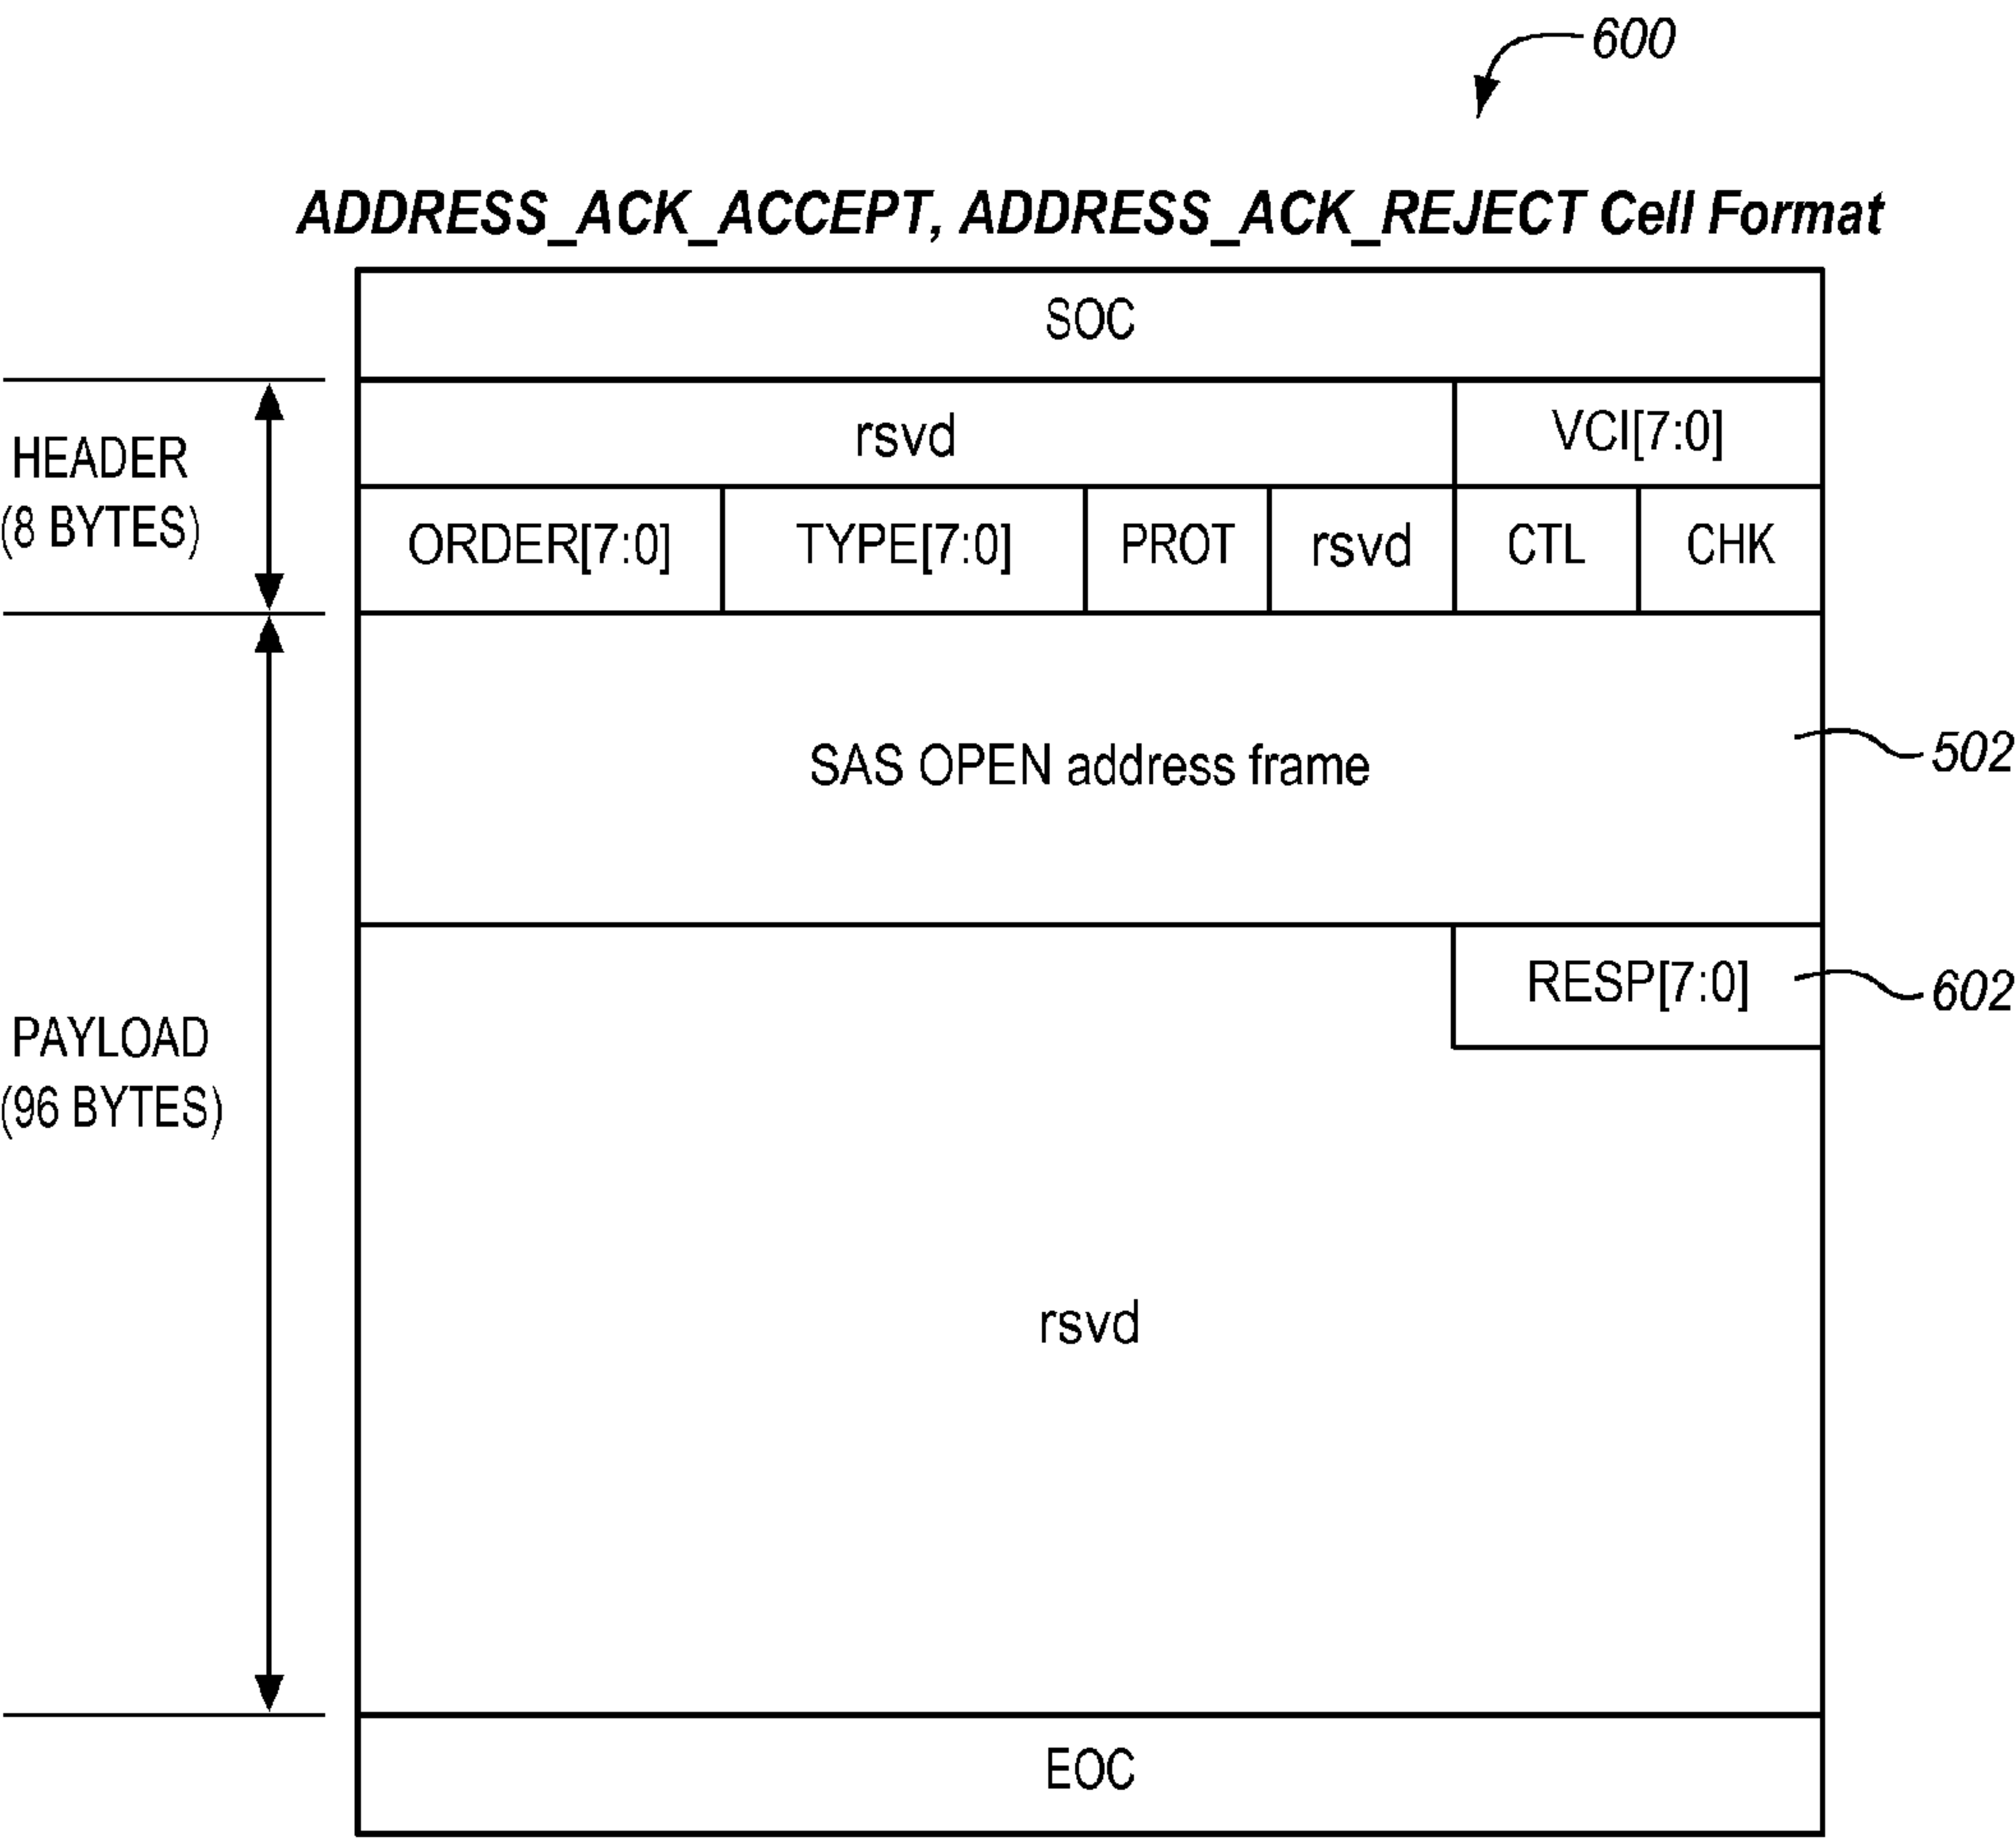 600
ADDRESS_ACK_ACCEPT, ADDRESS_ACK_REJECT Cell Format
SOC
HEADER
(8 BYTES)
rsvd
VCI[7:0]
ORDER[7:0]
TYPE[7:0]
PROT
rsvd
CTL
CHK
SAS OPEN address frame
502
RESP[7:0]
602
PAYLOAD
(96 BYTES)
rsvd
EOC